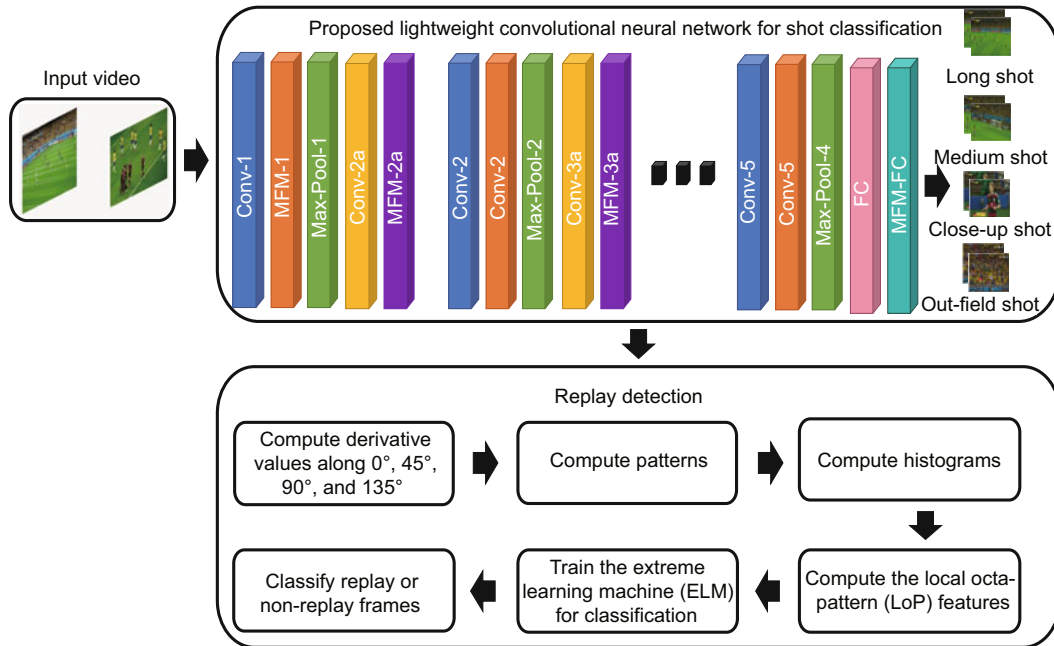 Proposed lightweight convolutional neural network for shot classification
Input video
Conv-1
MFM-1
Max-Pool-1
Conv-2a
MFM-2a
Conv-2
Conv-2
Max-Pool-2
Conv-3a
MFM-3a
Conv-5
Conv-5
Max-Pool-4
FC
MFM-FC
Long shot
Medium shot
Close-up shot
Out-field shot
Replay detection
Compute derivative
values along 0°, 45°,
90°, and 135°
Compute patterns
Compute histograms
Classify replay or
non-replay frames
Train the extreme
learning machine (ELM)
for classification
Compute the local octa-
pattern (LoP) features